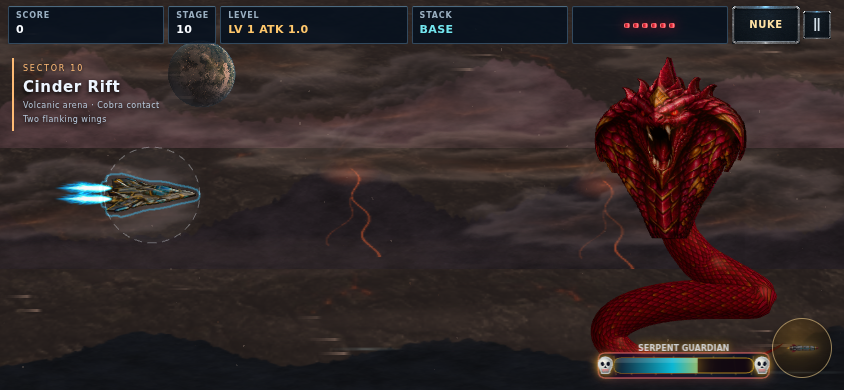 SCORE
0
STAGE
10
LEVEL
LV 1 ATK 1.0
STACK
BASE
NUKE
SECTOR 10
Cinder Rift
Volcanic arena · Cobra contact
Two flanking wings
SERPENT GUARDIAN